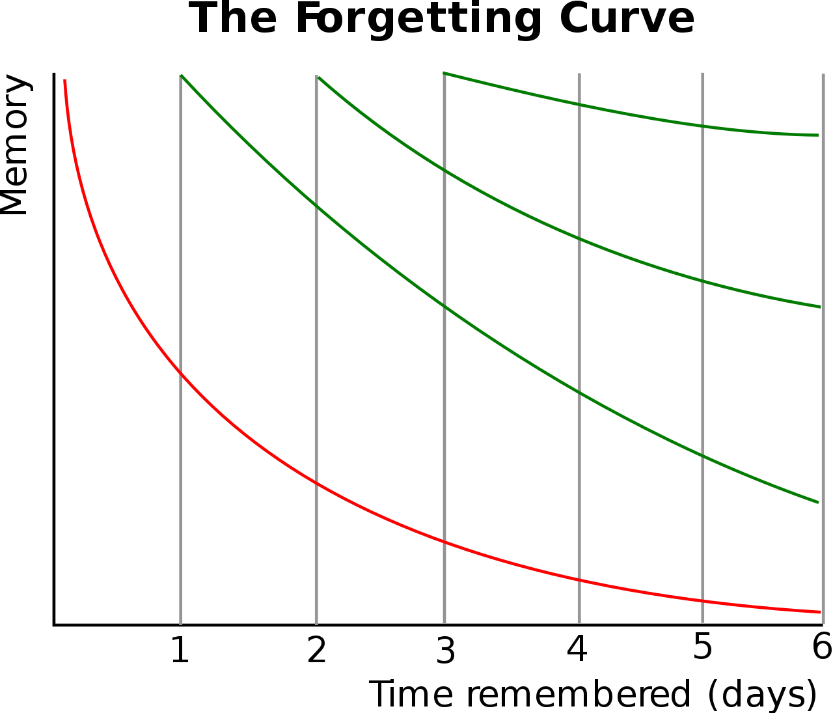 The Forgetting Curve
Memory
1 2 3 4 5 6
Time remembered (days)